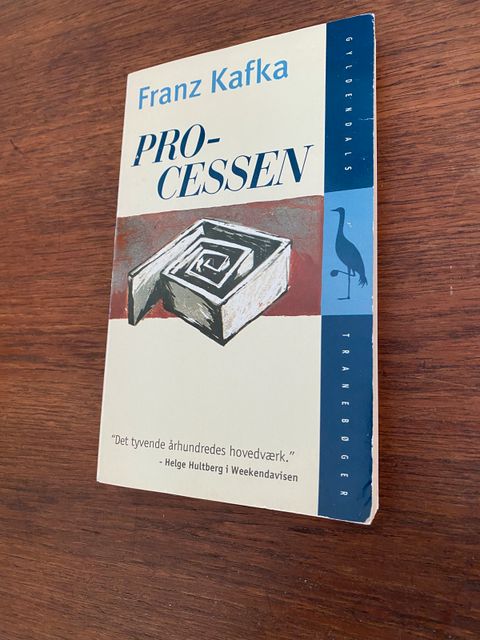 Franz Kafka
PRO-
CESSEN
"Det tyvende århundredes hovedværk."
- Helge Hultberg i Weekendavisen
GYLDENDALS
TRANEBØGER